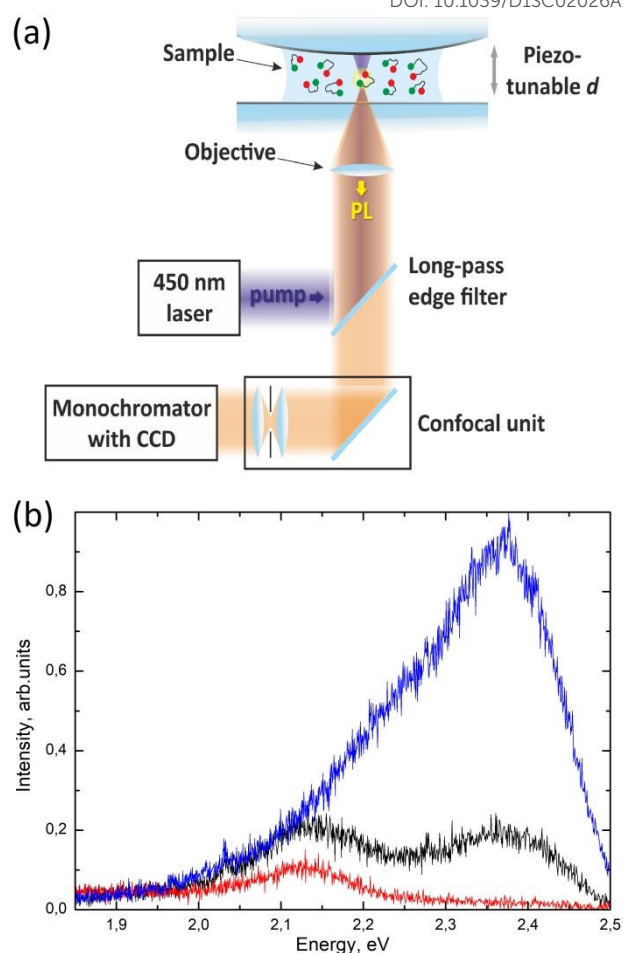 DOI: 10.1039/D1SC02026A
(a)
Sample
Piezo-
tunable d
Objective
PL
Long-pass
edge filter
450 nm
laser
pump
Monochromator
with CCD
Confocal unit
(b)
0,8
0,6
0,4
0,2
0,0
Intensity, arb.units
1,9 2,0 2,1 2,2 2,3 2,4 2,5
Energy, eV